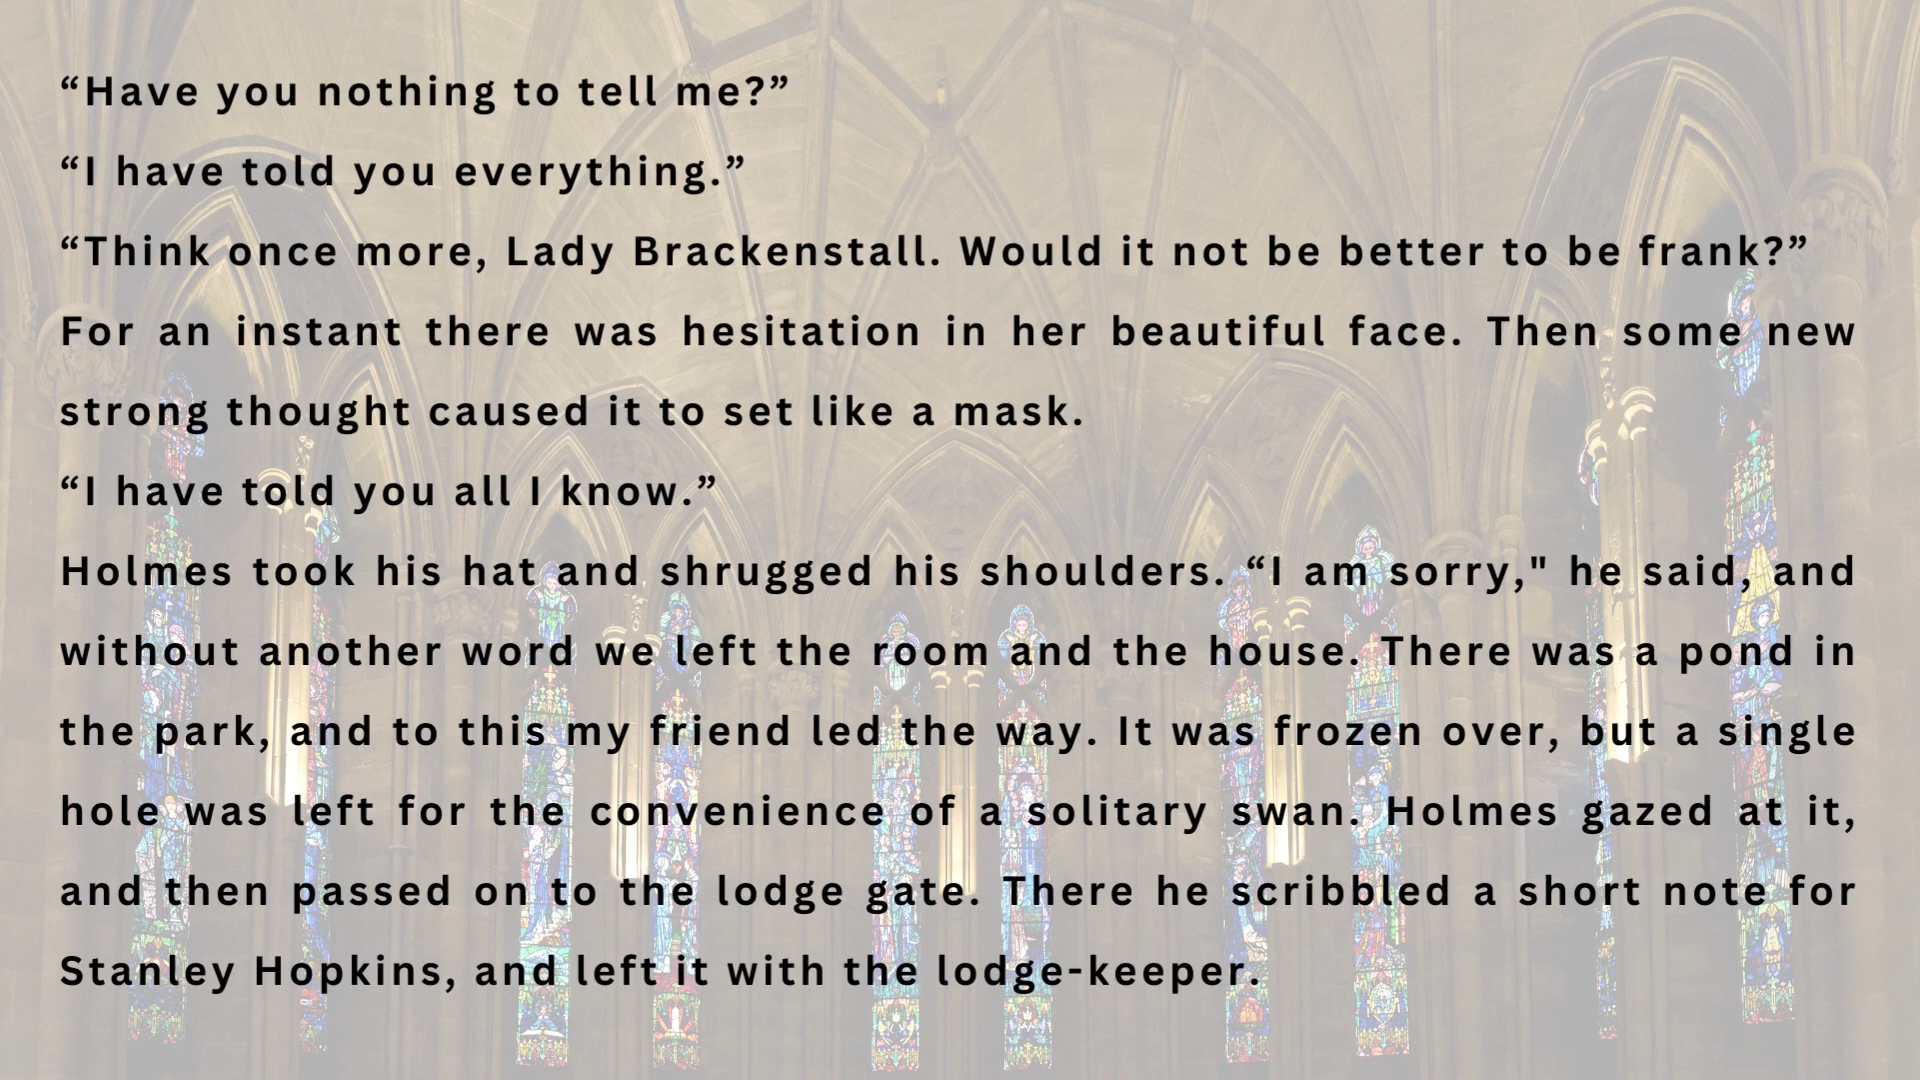 “Have you nothing to tell me?”
“I have told you everything.”
“Think once more, Lady Brackenstall. Would it not be better to be frank?”
For an instant there was hesitation in her beautiful face. Then some new
strong thought caused it to set like a mask.
“I have told you all I know.”
Holmes took his hat and shrugged his shoulders. “I am sorry," he said, and
without another word we left the room and the house. There was a pond in
the park, and to this my friend led the way. It was frozen over, but a single
hole was left for the convenience of a solitary swan. Holmes gazed at it,
and then passed on to the lodge gate. There he scribbled a short note for
Stanley Hopkins, and left it with the lodge-keeper.